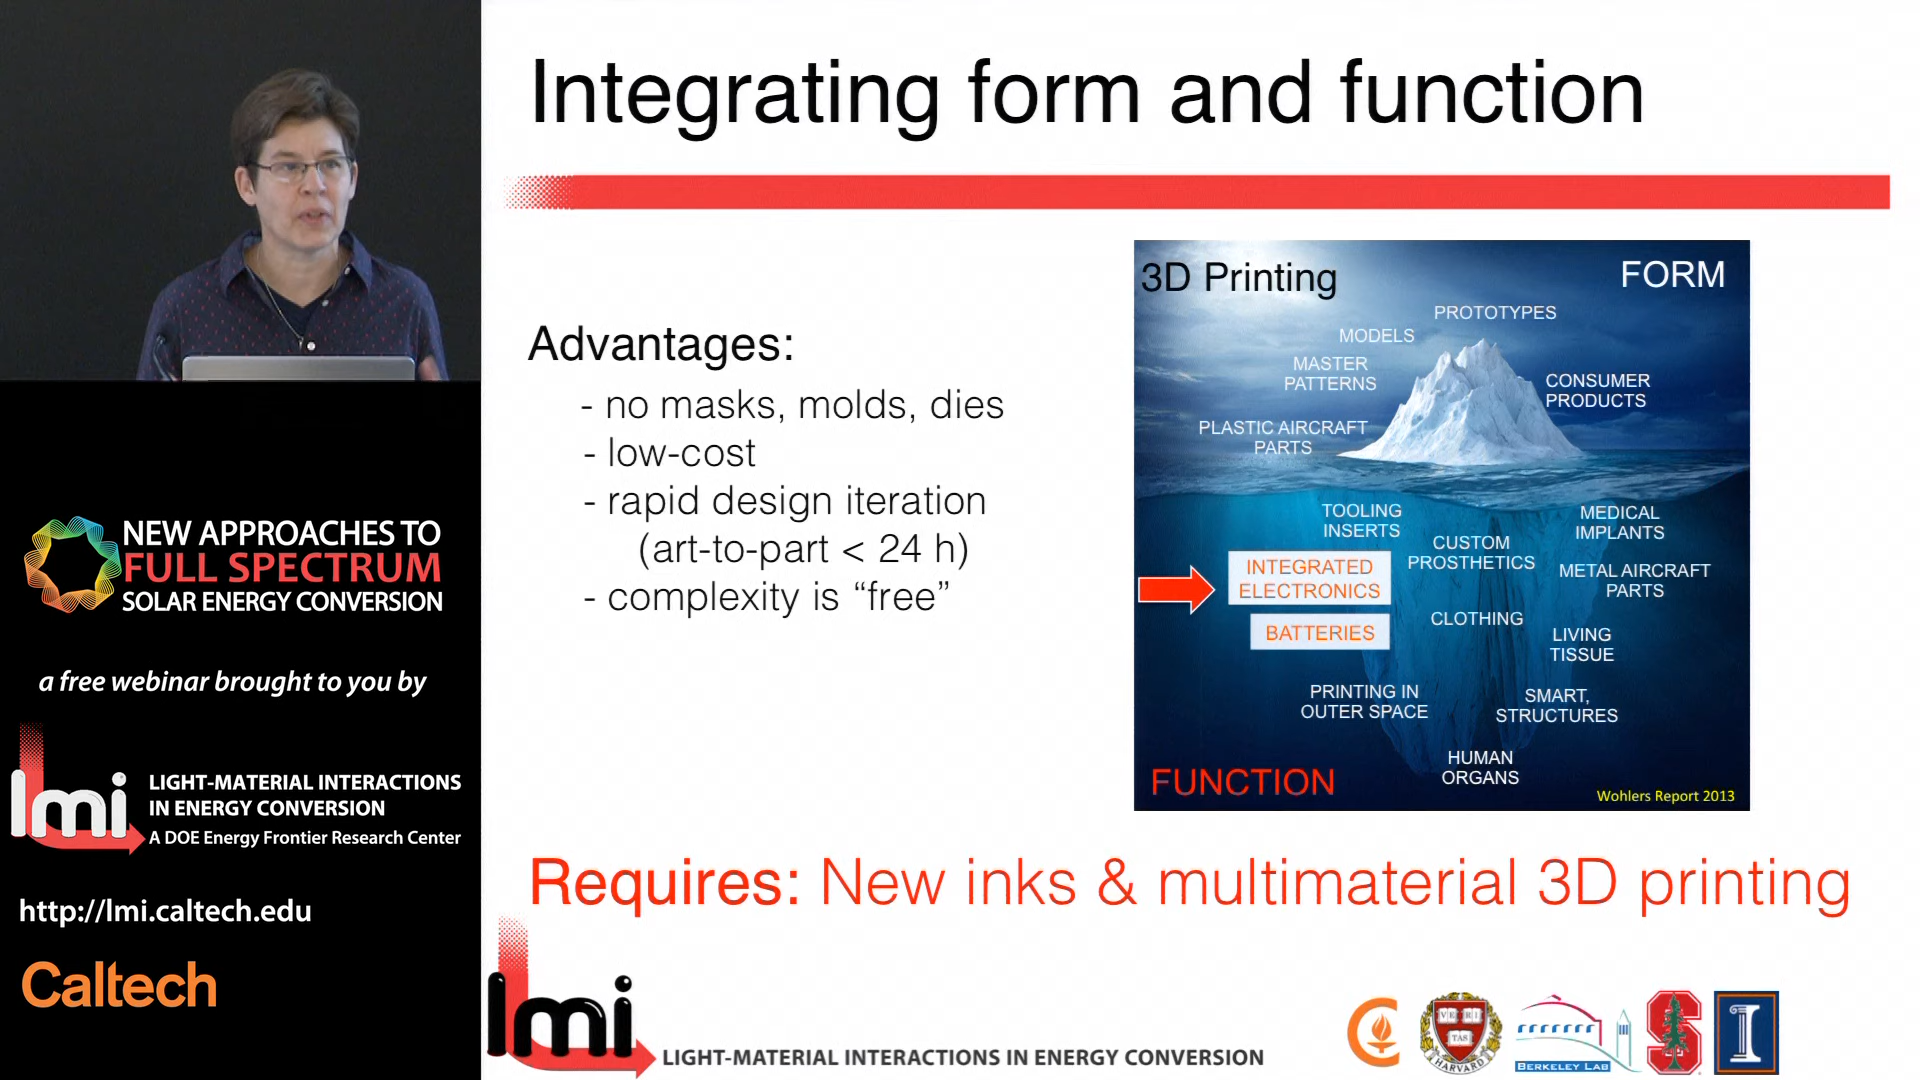 Integrating form and function
Advantages:
- no masks, molds, dies
- low-cost
- rapid design iteration
(art-to-part < 24 h)
- complexity is “free”
3D Printing
FORM
PROTOTYPES
MODELS
MASTER
PATTERNS
CONSUMER
PRODUCTS
PLASTIC AIRCRAFT
PARTS
TOOLING
INSERTS
MEDICAL
IMPLANTS
CUSTOM
PROSTHETICS
INTEGRATED
ELECTRONICS
METAL AIRCRAFT
PARTS
BATTERIES
CLOTHING
LIVING
TISSUE
PRINTING IN
OUTER SPACE
SMART,
STRUCTURES
HUMAN
ORGANS
FUNCTION
Wohlers Report 2013
Requires: New inks & multimaterial 3D printing
NEW APPROACHES TO
FULL SPECTRUM
SOLAR ENERGY CONVERSION
a free webinar brought to you by
lmi
LIGHT-MATERIAL INTERACTIONS
IN ENERGY CONVERSION
A DOE Energy Frontier Research Center
http://lmi.caltech.edu
Caltech
lmi
LIGHT-MATERIAL INTERACTIONS IN ENERGY CONVERSION
VE RI
TAS
HARVARD
BERKELEY LAB
S
I